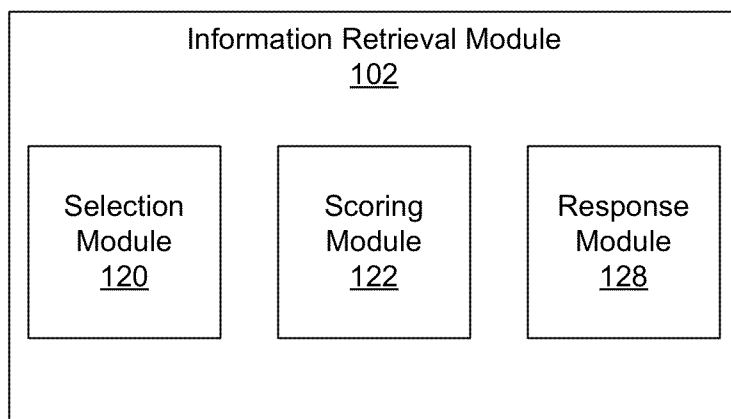 Information Retrieval Module
102
Selection
Module
120
Scoring
Module
122
Response
Module
128